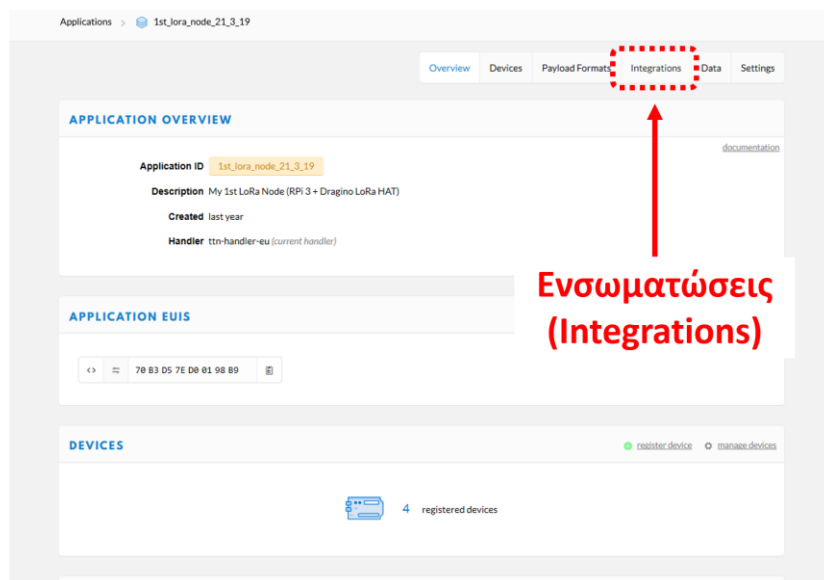 Applications > 1st_lora_node_21_3_19
Overview Devices Payload Formats Integrations Data Settings
APPLICATION OVERVIEW
documentation
Application ID 1st_lora_node_21_3_19
Description My 1st LoRa Node (RPi 3 + Dragino LoRa HAT)
Created last year
Handler ttn-handler-eu (current handler)
Ενσωματώσεις
(Integrations)
APPLICATION EUIS
<> 70 B3 D5 7E D0 01 98 B9
DEVICES
register device manage devices
4 registered devices